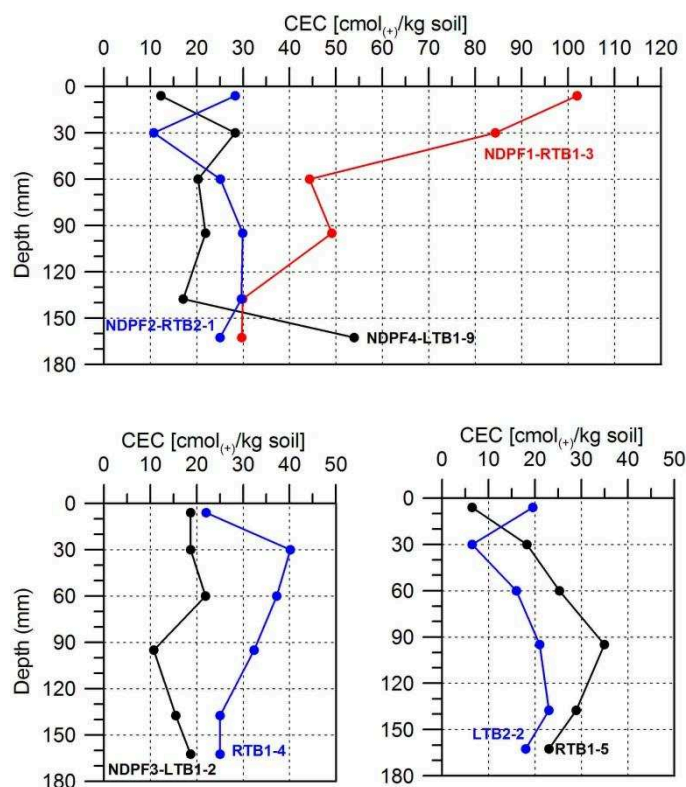 CEC [cmol(+)/kg soil]
0 10 20 30 40 50 60 70 80 90 100 110 120
0
30
60
90
120
150
180
Depth (mm)
NDPF1-RTB1-3
NDPF2-RTB2-1
NDPF4-LTB1-9
CEC [cmol(+)/kg soil]
0 10 20 30 40 50
0
30
60
90
120
150
180
Depth (mm)
RTB1-4
NDPF3-LTB1-2
CEC [cmol(+)/kg soil]
0 10 20 30 40 50
0
30
60
90
120
150
180
LTB2-2
RTB1-5